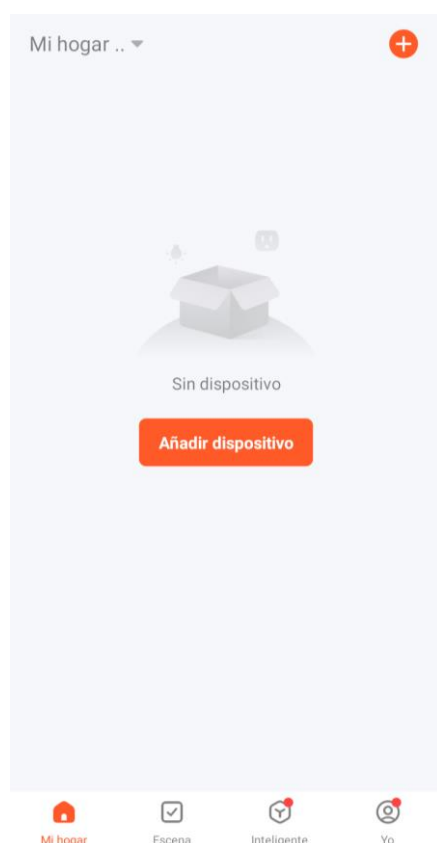 Mi hogar ..
Sin dispositivo
Añadir dispositivo
Mi hogar
Escena
Inteligente
Yo